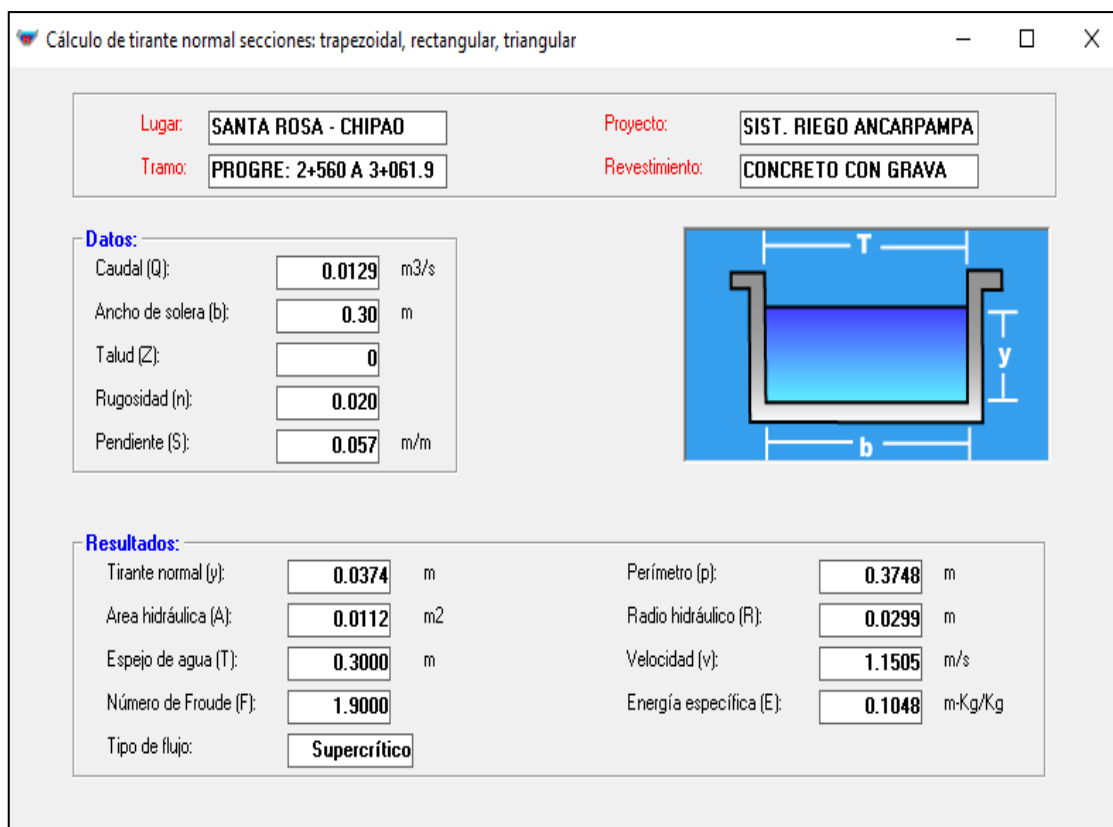 Cálculo de tirante normal secciones: trapezoidal, rectangular, triangular
Lugar: SANTA ROSA - CHIPAO Proyecto: SIST. RIEGO ANCARPAMPA
Tramo: PROGRE: 2+560 A 3+061.9 Revestimiento: CONCRETO CON GRAVA
Datos:
Caudal (Q): 0.0129 m3/s
Ancho de solera (b): 0.30 m
Talud (Z): 0
Rugosidad (n): 0.020
Pendiente (S): 0.057 m/m
T
y
b
Resultados:
Tirante normal (y): 0.0374 m Perímetro (p): 0.3748 m
Area hidráulica (A): 0.0112 m2 Radio hidráulico (R): 0.0299 m
Espejo de agua (T): 0.3000 m Velocidad (v): 1.1505 m/s
Número de Froude (F): 1.9000 Energía específica (E): 0.1048 m-Kg/Kg
Tipo de flujo: Supercrítico